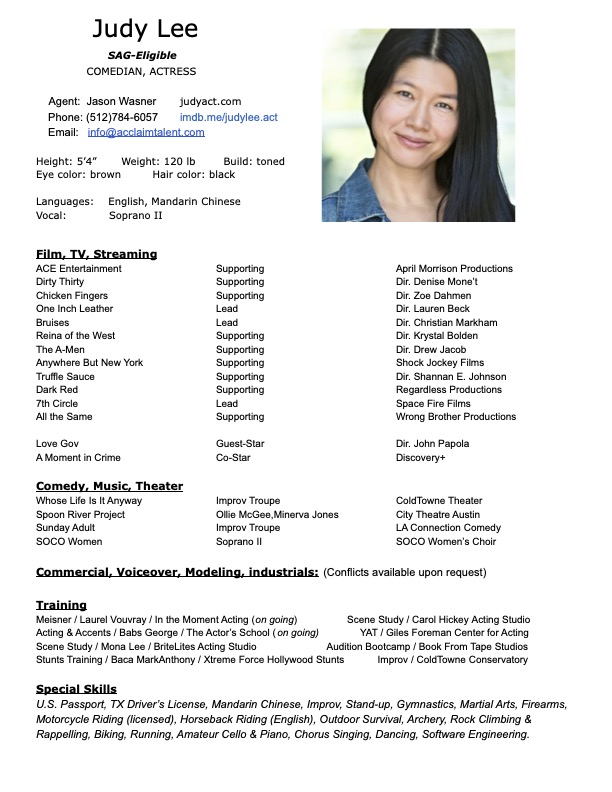 Judy Lee
SAG-Eligible
COMEDIAN, ACTRESS
Agent: Jason Wasner judyact.com
Phone: (512)784-6057 imdb.me/judylee.act
Email: info@acclaimtalent.com
Height: 5'4” Weight: 120 lb Build: toned
Eye color: brown Hair color: black
Languages: English, Mandarin Chinese
Vocal: Soprano II
Film, TV, Streaming
ACE Entertainment Supporting April Morrison Productions
Dirty Thirty Supporting Dir. Denise Mone't
Chicken Fingers Supporting Dir. Zoe Dahmen
One Inch Leather Lead Dir. Lauren Beck
Bruises Lead Dir. Christian Markham
Reina of the West Supporting Dir. Krystal Bolden
The A-Men Supporting Dir. Drew Jacob
Anywhere But New York Supporting Shock Jockey Films
Truffle Sauce Supporting Dir. Shannan E. Johnson
Dark Red Supporting Regardless Productions
7th Circle Lead Space Fire Films
All the Same Supporting Wrong Brother Productions
Love Gov Guest-Star Dir. John Papola
A Moment in Crime Co-Star Discovery+
Comedy, Music, Theater
Whose Life Is It Anyway Improv Troupe ColdTowne Theater
Spoon River Project Ollie McGee,Minerva Jones City Theatre Austin
Sunday Adult Improv Troupe LA Connection Comedy
SOCO Women Soprano II SOCO Women's Choir
Commercial, Voiceover, Modeling, industrials: (Conflicts available upon request)
Training
Meisner / Laurel Vouvray / In the Moment Acting (on going) Scene Study / Carol Hickey Acting Studio
Acting & Accents / Babs George / The Actor's School (on going) YAT / Giles Foreman Center for Acting
Scene Study / Mona Lee / BriteLites Acting Studio Audition Bootcamp / Book From Tape Studios
Stunts Training / Baca MarkAnthony / Xtreme Force Hollywood Stunts Improv / ColdTowne Conservatory
Special Skills
U.S. Passport, TX Driver's License, Mandarin Chinese, Improv, Stand-up, Gymnastics, Martial Arts, Firearms,
Motorcycle Riding (licensed), Horseback Riding (English), Outdoor Survival, Archery, Rock Climbing &
Rappelling, Biking, Running, Amateur Cello & Piano, Chorus Singing, Dancing, Software Engineering.